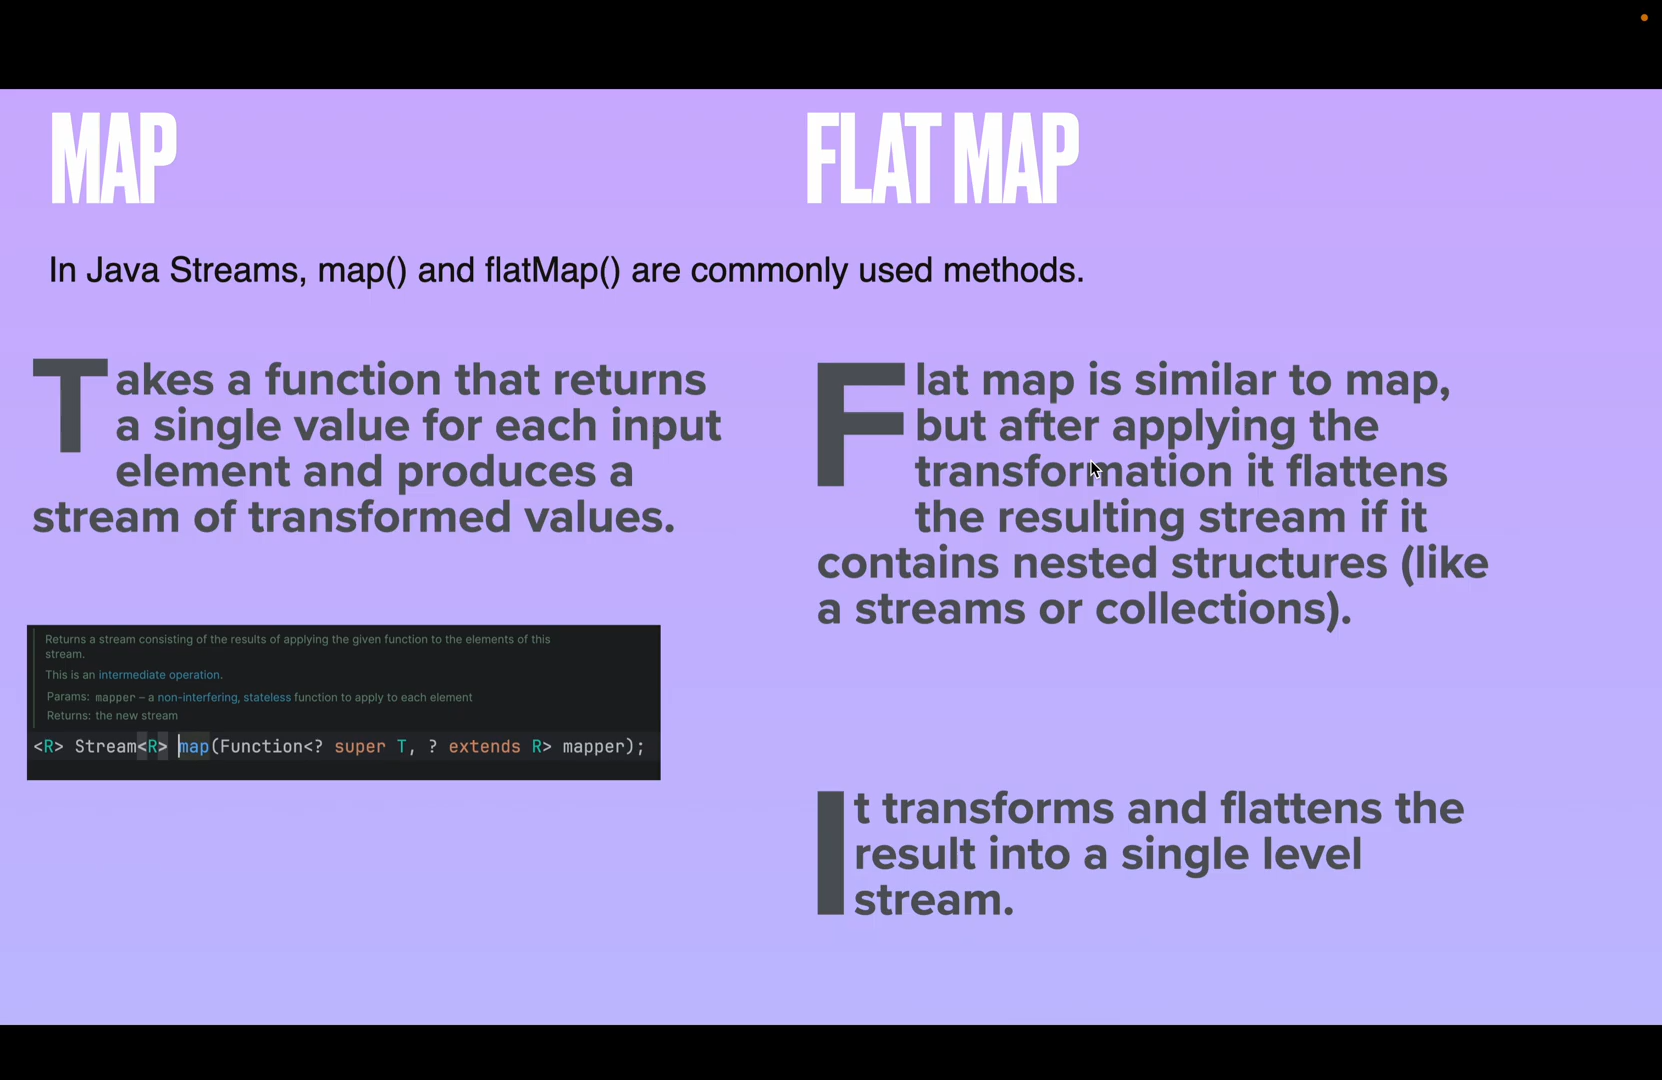 MAP
FLAT MAP
In Java Streams, map() and flatMap() are commonly used methods.
Takes a function that returns
a single value for each input
element and produces a
stream of transformed values.
Returns a stream consisting of the results of applying the given function to the elements of this
stream.
This is an intermediate operation.
Params: mapper – a non-interfering, stateless function to apply to each element
Returns: the new stream
<R> Stream<R> map(Function<? super T, ? extends R> mapper);
Flat map is similar to map,
but after applying the
transformation it flattens
the resulting stream if it
contains nested structures (like
a streams or collections).
It transforms and flattens the
result into a single level
stream.